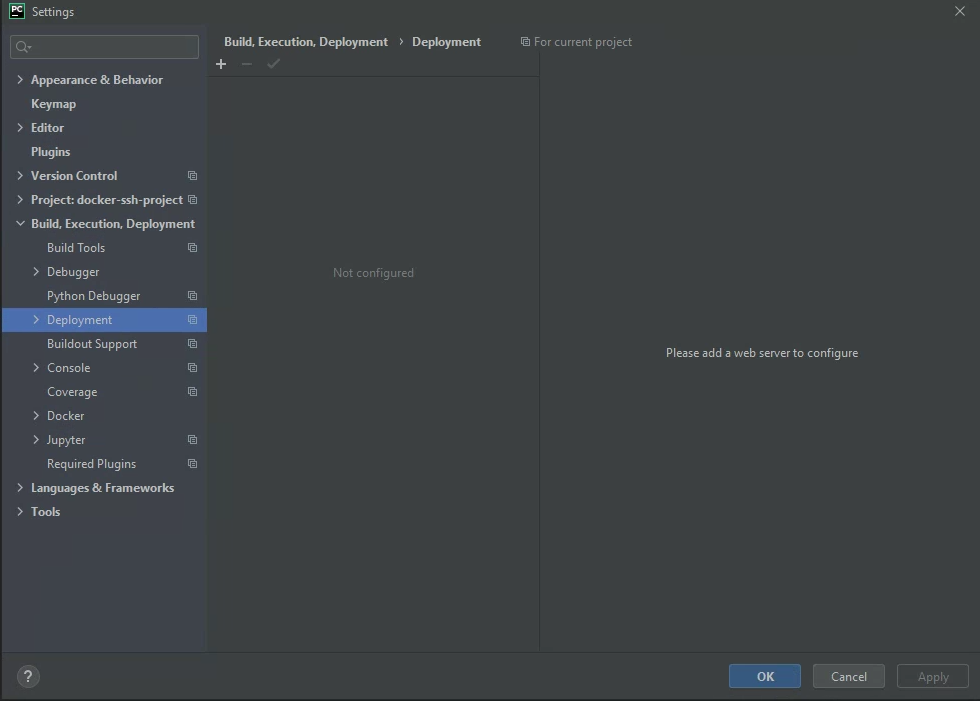 PC
Settings
Build, Execution, Deployment › Deployment
For current project
Appearance & Behavior
Keymap
Editor
Plugins
Version Control
Project: docker-ssh-project
Build, Execution, Deployment
Build Tools
Debugger
Python Debugger
Deployment
Buildout Support
Console
Coverage
Docker
Jupyter
Required Plugins
Languages & Frameworks
Tools
Not configured
Please add a web server to configure
?
OK
Cancel
Apply